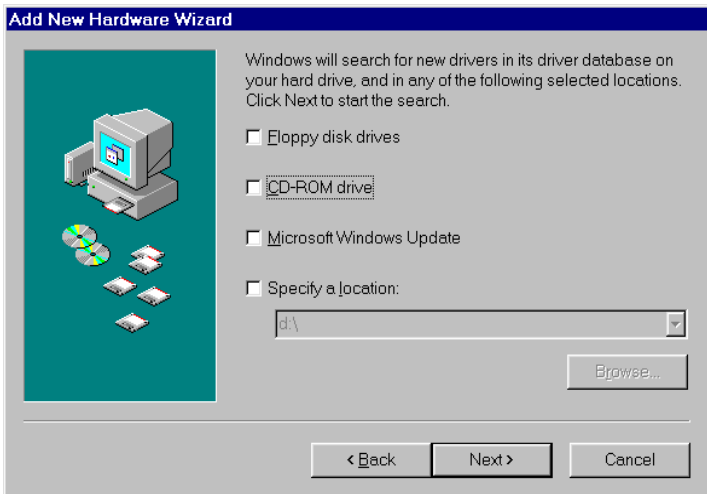 Add New Hardware Wizard
Windows will search for new drivers in its driver database on
your hard drive, and in any of the following selected locations.
Click Next to start the search.
Floppy disk drives
CD-ROM drive
Microsoft Windows Update
Specify a location:
d:\
Browse...
< Back
Next >
Cancel